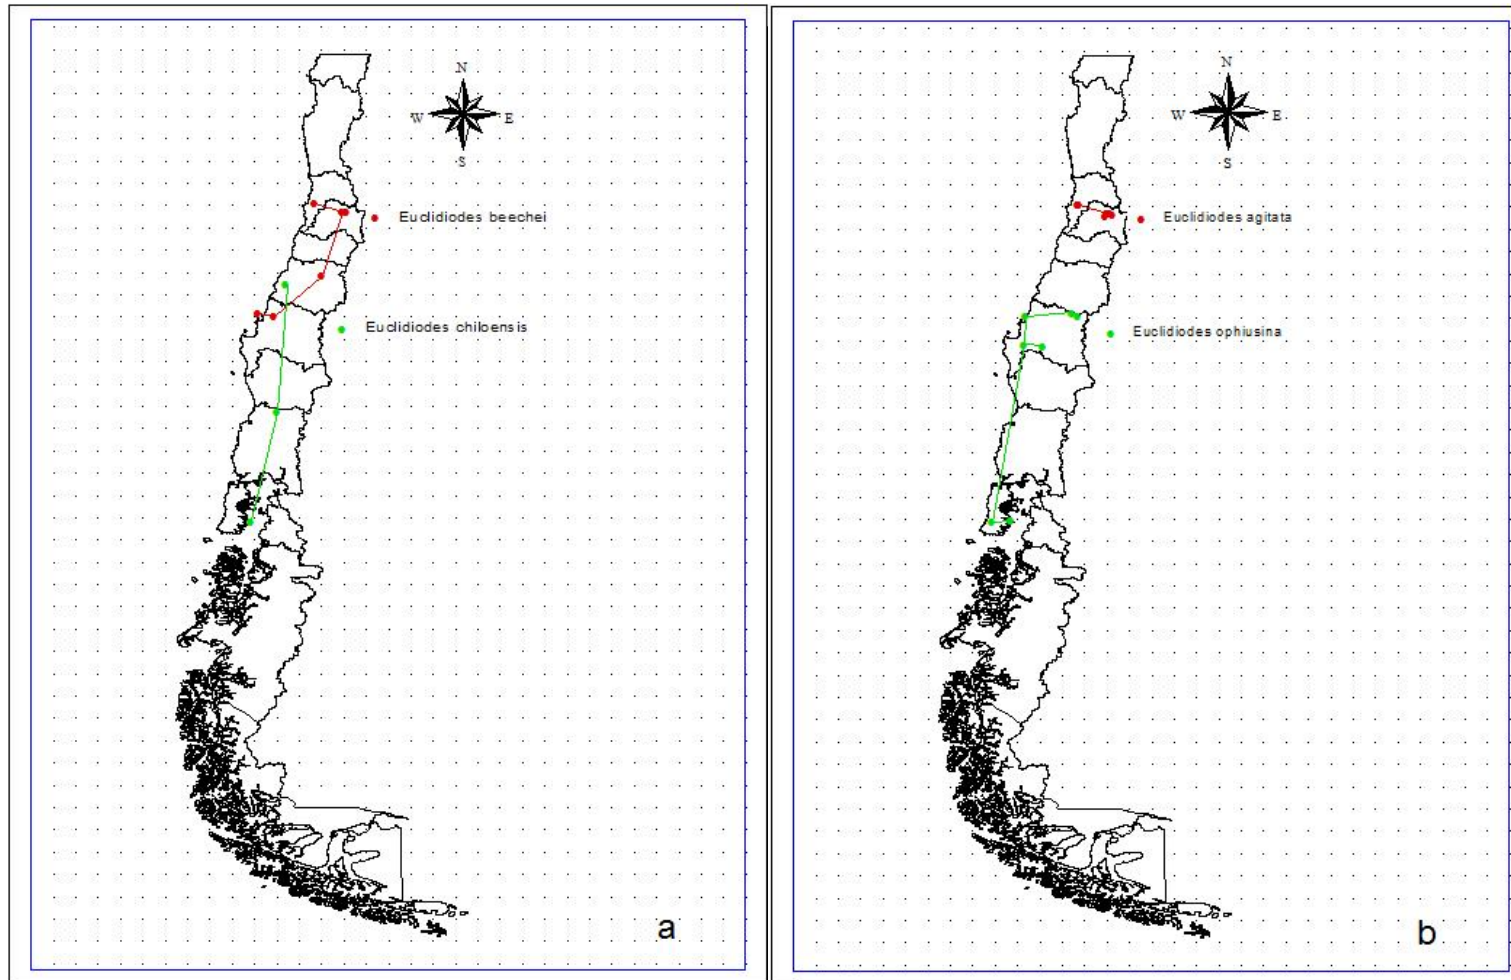 N
W E
S
Euclidiodes beechei
Euclidiodes chiloensis
a
N
W E
S
Euclidiodes agitata
Euclidiodes ophiusina
b